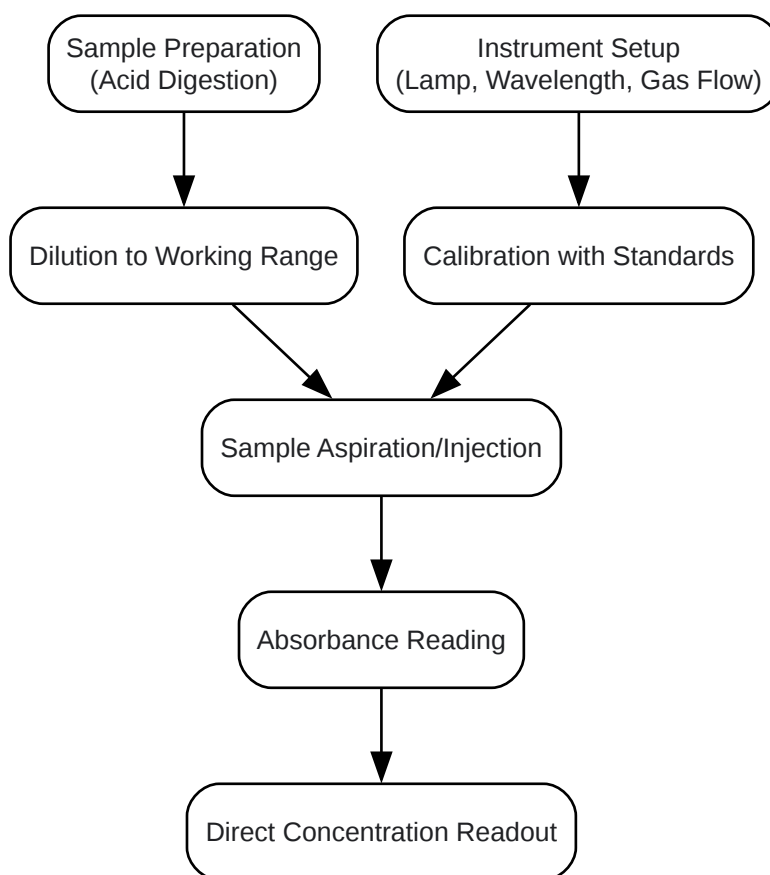 Sample Preparation
(Acid Digestion)
Instrument Setup
(Lamp, Wavelength, Gas Flow)
Dilution to Working Range
Calibration with Standards
Sample Aspiration/Injection
Absorbance Reading
Direct Concentration Readout